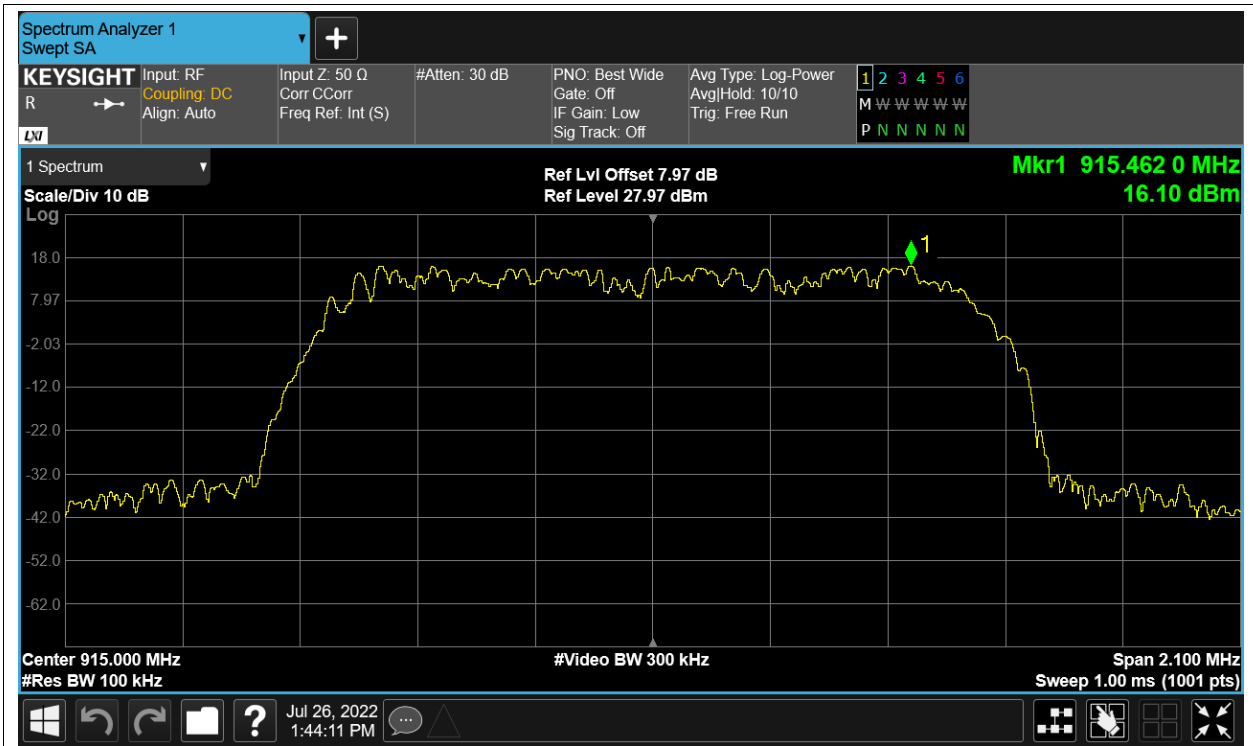 Spectrum Analyzer 1
Swept SA
▼
+
KEYSIGHT
R
LXI
Input: RF
Coupling: DC
Align: Auto
Input Z: 50 Ω
Corr CCorr
Freq Ref: Int (S)
#Atten: 30 dB
PNO: Best Wide
Gate: Off
IF Gain: Low
Sig Track: Off
Avg Type: Log-Power
Avg|Hold: 10/10
Trig: Free Run
1 2 3 4 5 6
M W W W W W W
P N N N N N N
1 Spectrum ▼
Scale/Div 10 dB
Log
Ref Lvl Offset 7.97 dB
Ref Level 27.97 dBm
Mkr1 915.462 0 MHz
16.10 dBm
1
18.0
7.97
-2.03
-12.0
-22.0
-32.0
-42.0
-52.0
-62.0
Center 915.000 MHz
#Res BW 100 kHz
#Video BW 300 kHz
Span 2.100 MHz
Sweep 1.00 ms (1001 pts)
?
Jul 26, 2022
1:44:11 PM